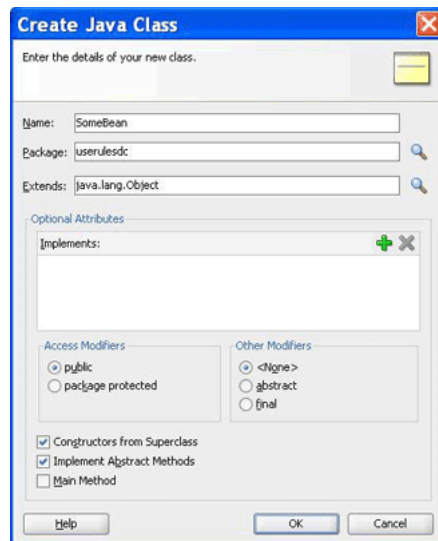 Create Java Class
Enter the details of your new class.
Name: SomeBean
Package: userulesdc
Extends: java.lang.Object
Optional Attributes
Implements:
Access Modifiers
public
package protected
Other Modifiers
<None>
abstract
final
Constructors from Superclass
Implement Abstract Methods
Main Method
Help OK Cancel